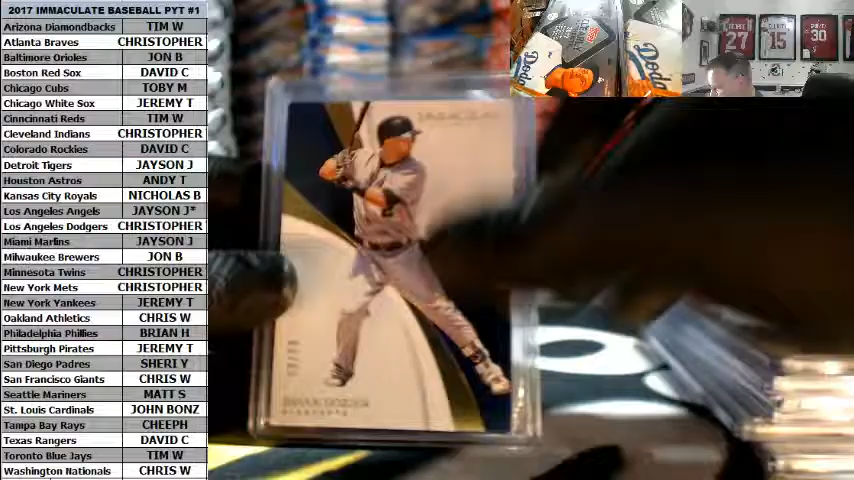 2017 IMMACULATE BASEBALL PYT #1
Arizona Diamondbacks TIM W
Atlanta Braves CHRISTOPHER
Baltimore Orioles JON B
Boston Red Sox DAVID C
Chicago Cubs TOBY M
Chicago White Sox JEREMY T
Cinncinati Reds TIM W
Cleveland Indians CHRISTOPHER
Colorado Rockies DAVID C
Detroit Tigers JAYSON J
Houston Astros ANDY T
Kansas City Royals NICHOLAS B
Los Angeles Angels JAYSON J*
Los Angeles Dodgers CHRISTOPHER
Miami Marlins JAYSON J
Milwaukee Brewers JON B
Minnesota Twins CHRISTOPHER
New York Mets CHRISTOPHER
New York Yankees JEREMY T
Oakland Athletics CHRIS W
Philadelphia Phillies BRIAN H
Pittsburgh Pirates JEREMY T
San Diego Padres SHERI Y
San Francisco Giants CHRIS W
Seattle Mariners MATT S
St. Louis Cardinals JOHN BONZ
Tampa Bay Rays CHEEPH
Texas Rangers DAVID C
Toronto Blue Jays TIM W
Washington Nationals CHRIS W
27
15
30